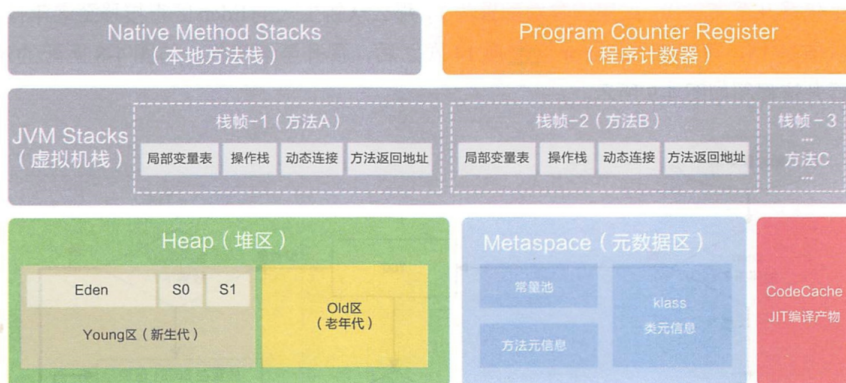 Native Method Stacks
（本地方法栈）
Program Counter Register
（程序计数器）
JVM Stacks
（虚拟机栈）
栈帧-1（方法A）
局部变量表
操作栈
动态连接
方法返回地址
栈帧-2（方法B）
局部变量表
操作栈
动态连接
方法返回地址
栈帧-3
...
方法C
...
Heap（堆区）
Eden
S0
S1
Young区（新生代）
Old区
（老年代）
Metaspace（元数据区）
常量池
方法元信息
klass
类元信息
CodeCache
JIT编译产物